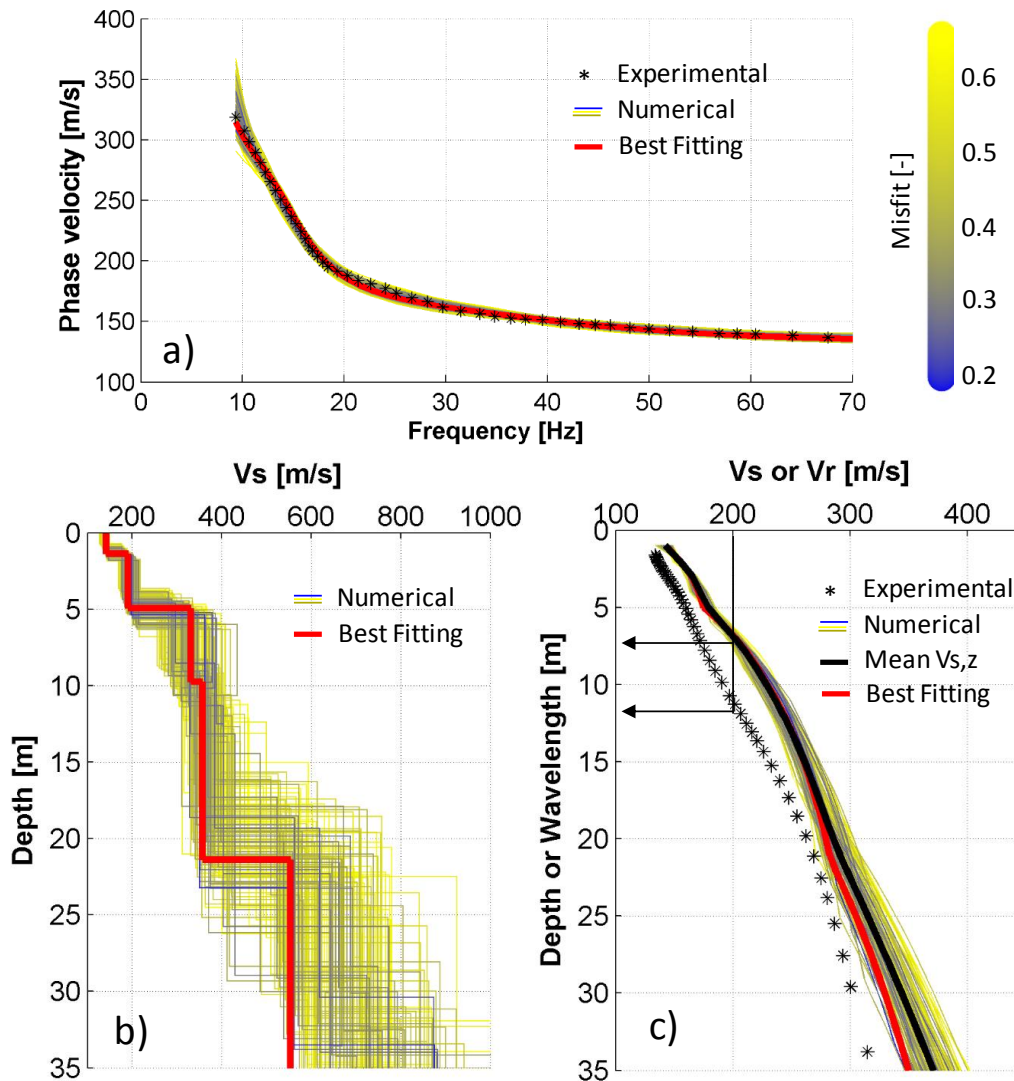 400
350
300
250
200
150
100
Phase velocity [m/s]
0 10 20 30 40 50 60 70
Frequency [Hz]
Experimental
Numerical
Best Fitting
a)
Misfit [-]
0.6
0.5
0.4
0.3
0.2
Vs [m/s]
200 400 600 800 1000
0
5
10
15
20
25
30
35
Depth [m]
Numerical
Best Fitting
b)
Vs or Vr [m/s]
100 200 300 400
0
5
10
15
20
25
30
35
Depth or Wavelength [m]
Experimental
Numerical
Mean Vs,z
Best Fitting
c)